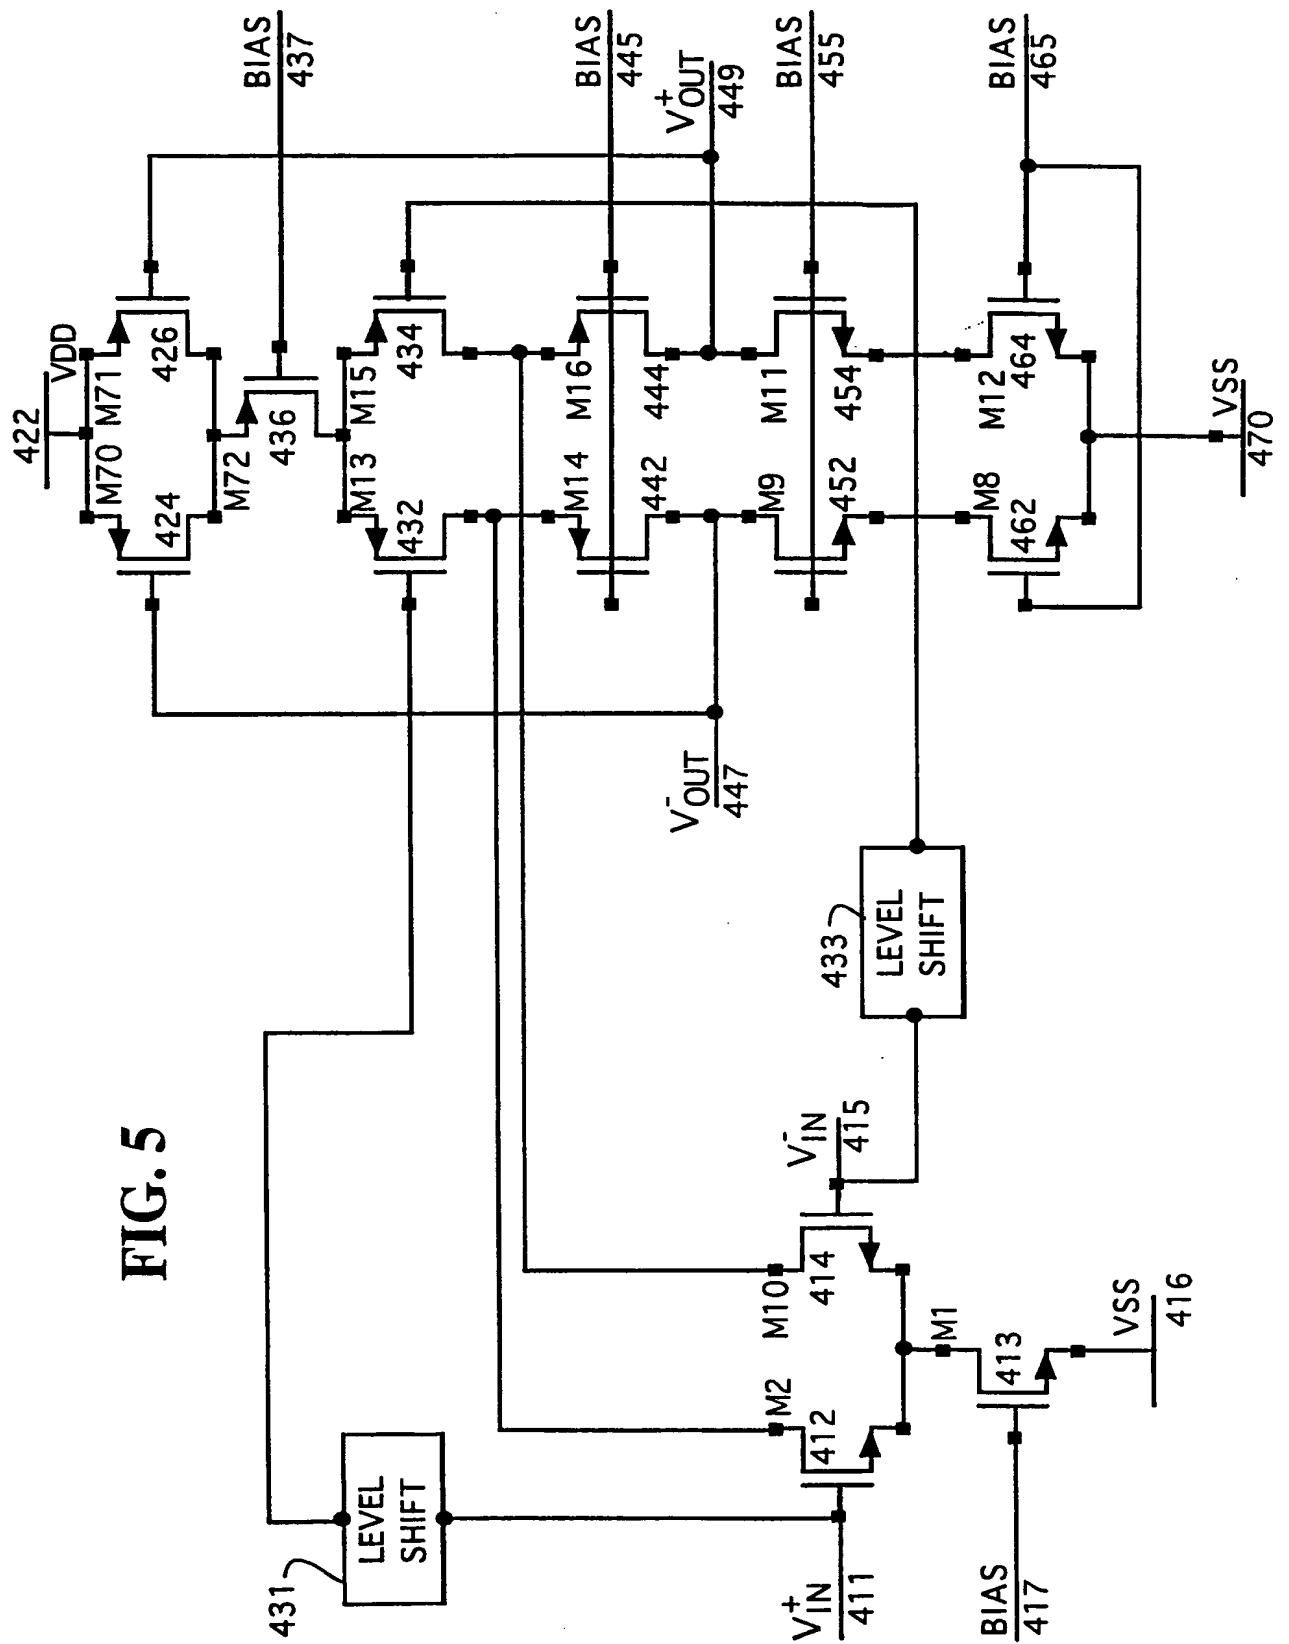 FIG. 5
422
VDD
M70
M71
424
426
M72
436
BIAS
437
M13
M15
432
434
M14
M16
442
444
BIAS
445
V+OUT
449
V-OUT
447
M9
M11
452
454
BIAS
455
M8
M12
462
464
BIAS
465
VSS
470
431
LEVEL
SHIFT
433
LEVEL
SHIFT
V+IN
411
M2
412
M10
414
V-IN
415
M1
413
BIAS
417
VSS
416